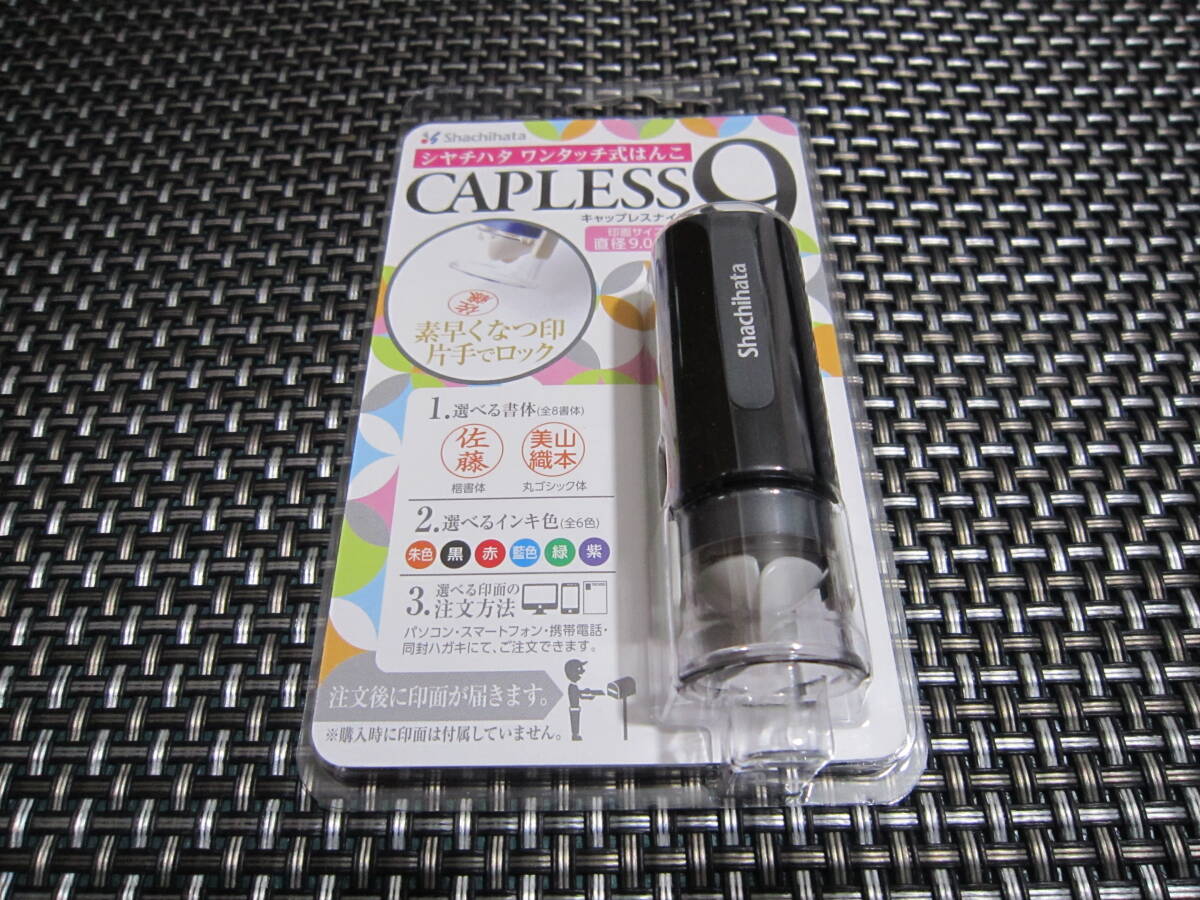 Shachihata
シヤチハタ ワンタッチ式はんこ
CAPLESS9
キャップレスナイ
印面サイズ
直径9.0
素早くなつ印
片手でロック
Shachihata
1.選べる書体(全8書体)
佐藤
楷書体
山本
美織
丸ゴシック体
2.選べるインキ色(全6色)
朱色 黒 赤 藍色 緑 紫
3.選べる印面の
注文方法
パソコン・スマートフォン・携帯電話・
同封ハガキにて、ご注文できます。
注文後に印面が届きます。
※購入時に印面は付属していません。